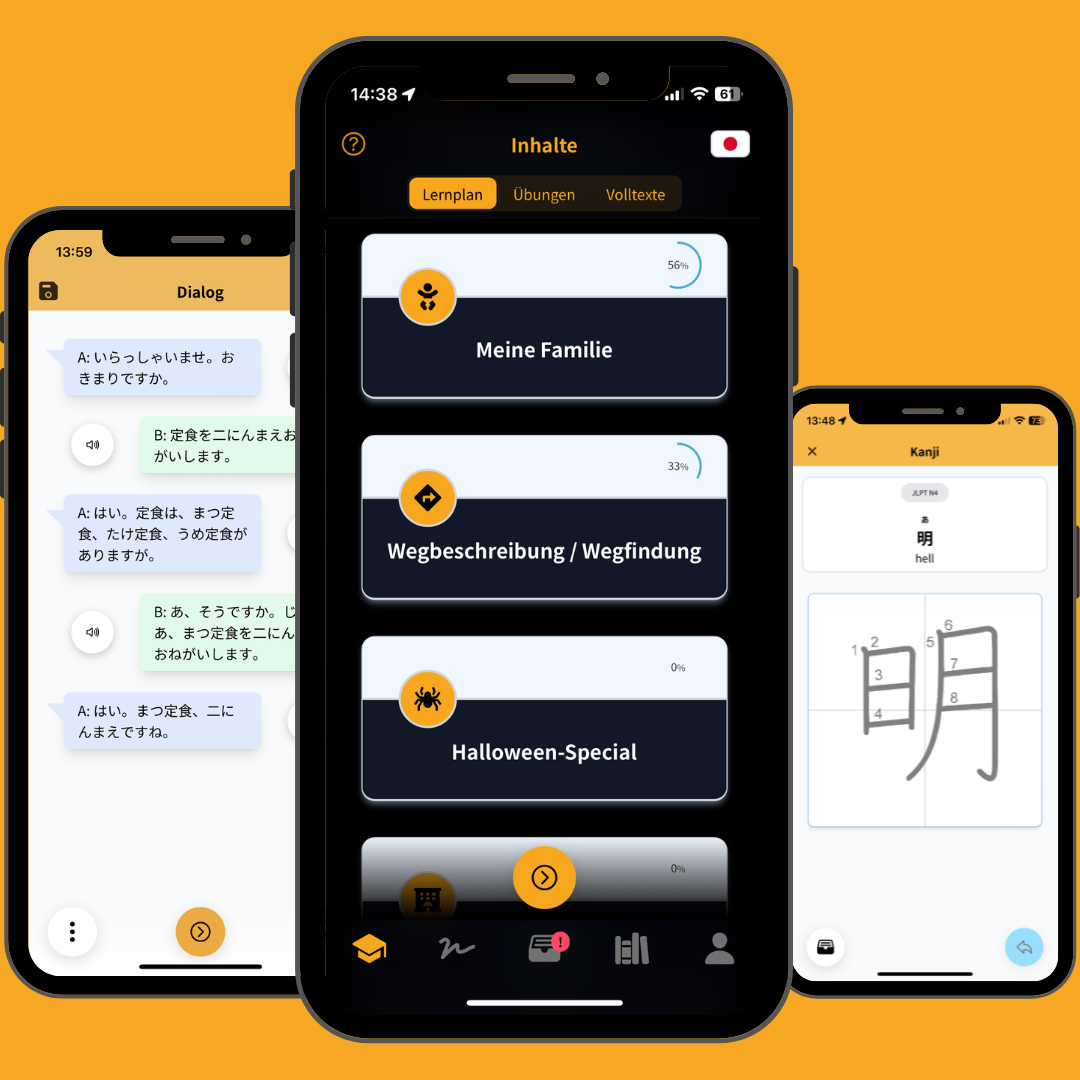 13:59
Dialog
A: いらっしゃいませ。お
きまりですか。
B: 定食を二にんまえお
がいします。
A: はい。定食は、まつ定
食、たけ定食、うめ定食が
ありますが。
B: あ、そうですか。じ
あ、まつ定食を二にん
おねがいします。
A: はい。まつ定食、二に
んまえですね。
14:38
61
Inhalte
Lernplan
Übungen
Volltexte
56%
Meine Familie
33%
Wegbeschreibung / Wegfindung
0%
Halloween-Special
0%
!
13:48
73
Kanji
JLPT N4
あ
明
hell
1
2
3
4
5
6
7
8
明